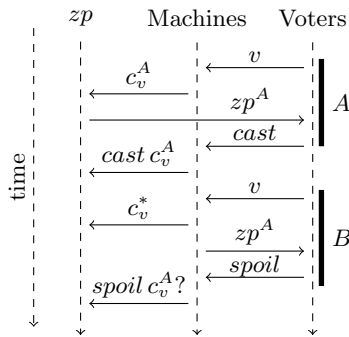 zp Machines Voters
v
c_v^A
zp^A
A
cast
cast c_v^A
time
v
c_v^*
zp^A
B
spoil
spoil c_v^A?